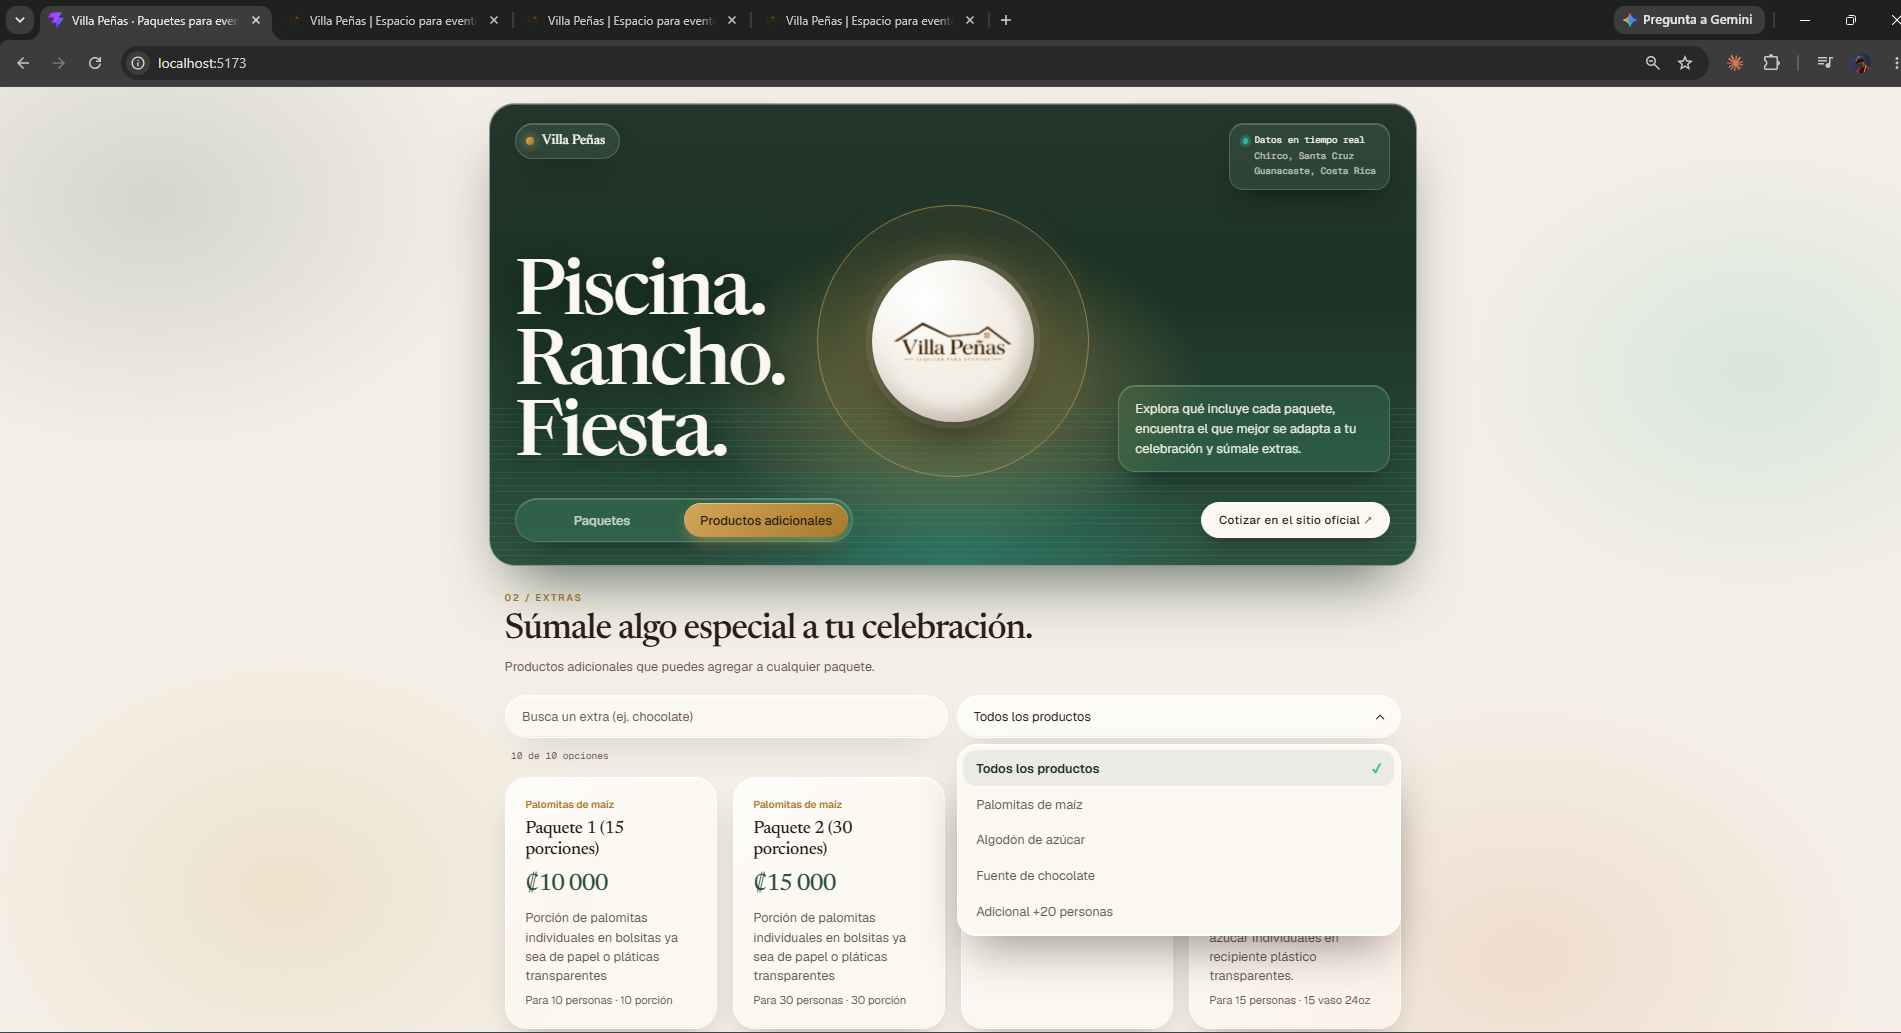 Villa Peñas · Paquetes para even
Villa Peñas | Espacio para event
Villa Peñas | Espacio para event
Villa Peñas | Espacio para event
Pregunta a Gemini
localhost:5173
Villa Peñas
Datos en tiempo real
Chirco, Santa Cruz
Guanacaste, Costa Rica
Piscina.
Rancho.
Fiesta.
Villa Peñas
ALQUILER PARA EVENTOS
Explora qué incluye cada paquete,
encuentra el que mejor se adapta a tu
celebración y súmale extras.
Paquetes
Productos adicionales
Cotizar en el sitio oficial ↗
02 / EXTRAS
Súmale algo especial a tu celebración.
Productos adicionales que puedes agregar a cualquier paquete.
Busca un extra (ej. chocolate)
Todos los productos
10 de 10 opciones
Todos los productos ✓
Palomitas de maíz
Algodón de azúcar
Fuente de chocolate
Adicional +20 personas
Palomitas de maíz
Paquete 1 (15
porciones)
₡10 000
Porción de palomitas
individuales en bolsitas ya
sea de papel o pláticas
transparentes
Para 10 personas · 10 porción
Palomitas de maíz
Paquete 2 (30
porciones)
₡15 000
Porción de palomitas
individuales en bolsitas ya
sea de papel o pláticas
transparentes
Para 30 personas · 30 porción
azúcar individuales en
recipiente plástico
transparentes.
Para 15 personas · 15 vaso 24oz